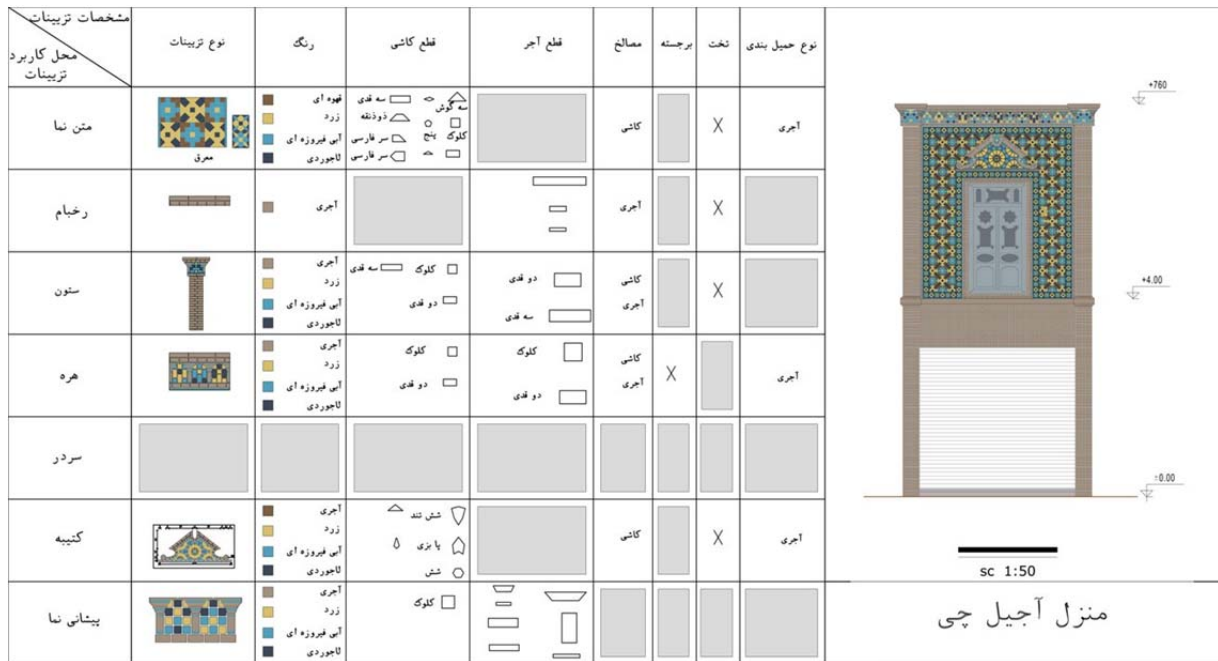 مشخصات تزیینات
محل کاربرد
تزیینات
نوع تزیینات
رنگ
قطع کاشی
قطع آجر
مصالح
برجسته
تخت
نوع حمیل بندی
متن نما
معرق
قهوه ای
زرد
آبی فیروزه ای
لاجوردی
سه قدی
سه گوش
ذوذنقه
کلوک
پنج
سر فارسی
سر فارسی
کاشی
X
آجری
رخبام
آجری
آجری
X
ستون
آجری
زرد
آبی فیروزه ای
لاجوردی
کلوک
سه قدی
دو قدی
دو قدی
سه قدی
کاشی
آجری
X
هره
آجری
زرد
آبی فیروزه ای
لاجوردی
کلوک
دو قدی
کلوک
دو قدی
کاشی
آجری
X
آجری
سردر
کتیبه
آجری
زرد
آبی فیروزه ای
لاجوردی
شش تند
پا بزی
شش
کاشی
X
آجری
پیشانی نما
آجری
زرد
آبی فیروزه ای
لاجوردی
کلوک
+760
+4.00
±0.00
sc 1:50
منزل آجیل چی